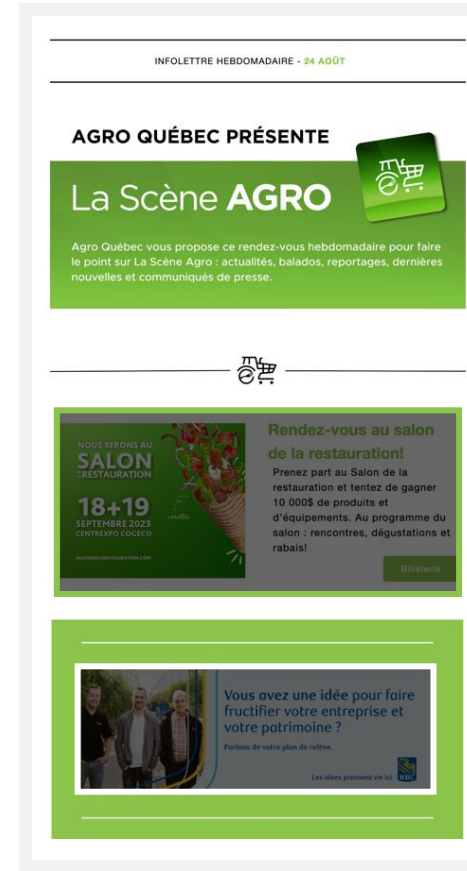 INFOLETTRE HEBDOMADAIRE - 24 AOÛT
AGRO QUÉBEC PRÉSENTE
La Scène AGRO
Agro Québec vous propose ce rendez-vous hebdomadaire pour faire
le point sur La Scène Agro : actualités, balados, reportages, dernières
nouvelles et communiqués de presse.
NOUS SERONS AU
SALON
DE LA RESTAURATION
18+19
SEPTEMBRE 2023
CENTREXPO COGECO
SALONDELARESTAURATION.COM
Rendez-vous au salon
de la restauration!
Prenez part au Salon de la
restauration et tentez de gagner
10 000$ de produits et
d'équipements. Au programme du
salon : rencontres, dégustations et
rabais!
Billeterie
Vous avez une idée pour faire
fructifier votre entreprise et
votre patrimoine ?
Parlons de votre plan de relève.
Les idées prennent vie ici
RBC